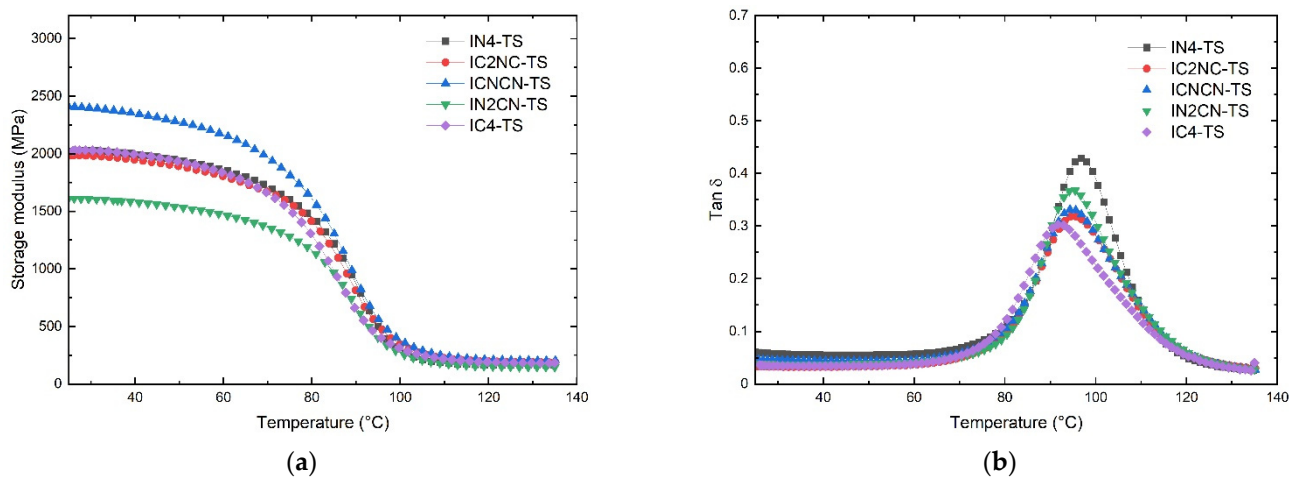 3000
2500
2000
1500
1000
500
0
Storage modulus (MPa)
IN4-TS
IC2NC-TS
ICNCN-TS
IN2CN-TS
IC4-TS
40 60 80 100 120 140
Temperature (°C)
(a)
0.7
0.6
0.5
0.4
0.3
0.2
0.1
0
Tan δ
IN4-TS
IC2NC-TS
ICNCN-TS
IN2CN-TS
IC4-TS
40 60 80 100 120 140
Temperature (°C)
(b)